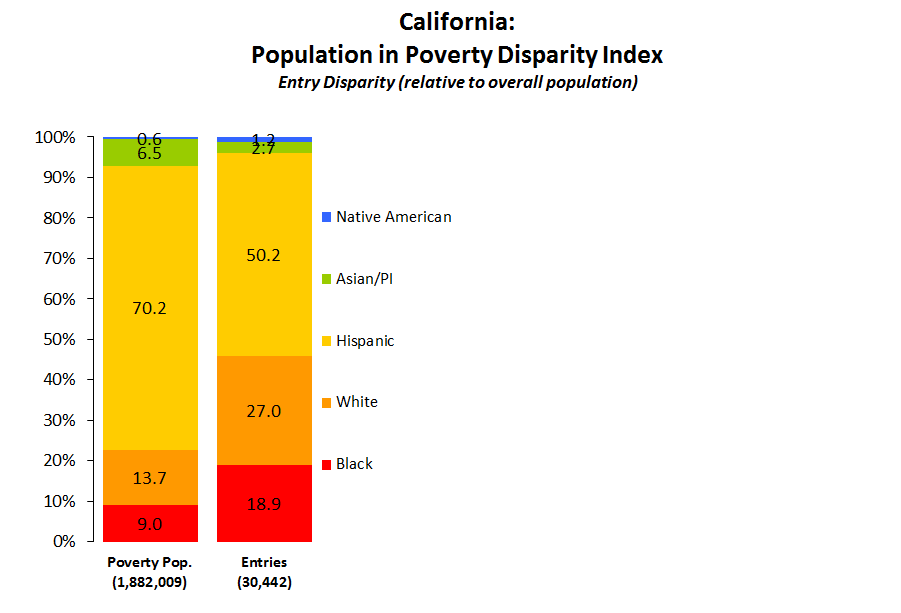 California:
Population in Poverty Disparity Index
Entry Disparity (relative to overall population)
100%
90%
80%
70%
60%
50%
40%
30%
20%
10%
0%
0.6
6.5
70.2
13.7
9.0
1.2
2.7
50.2
27.0
18.9
Native American
Asian/PI
Hispanic
White
Black
Poverty Pop.
(1,882,009)
Entries
(30,442)